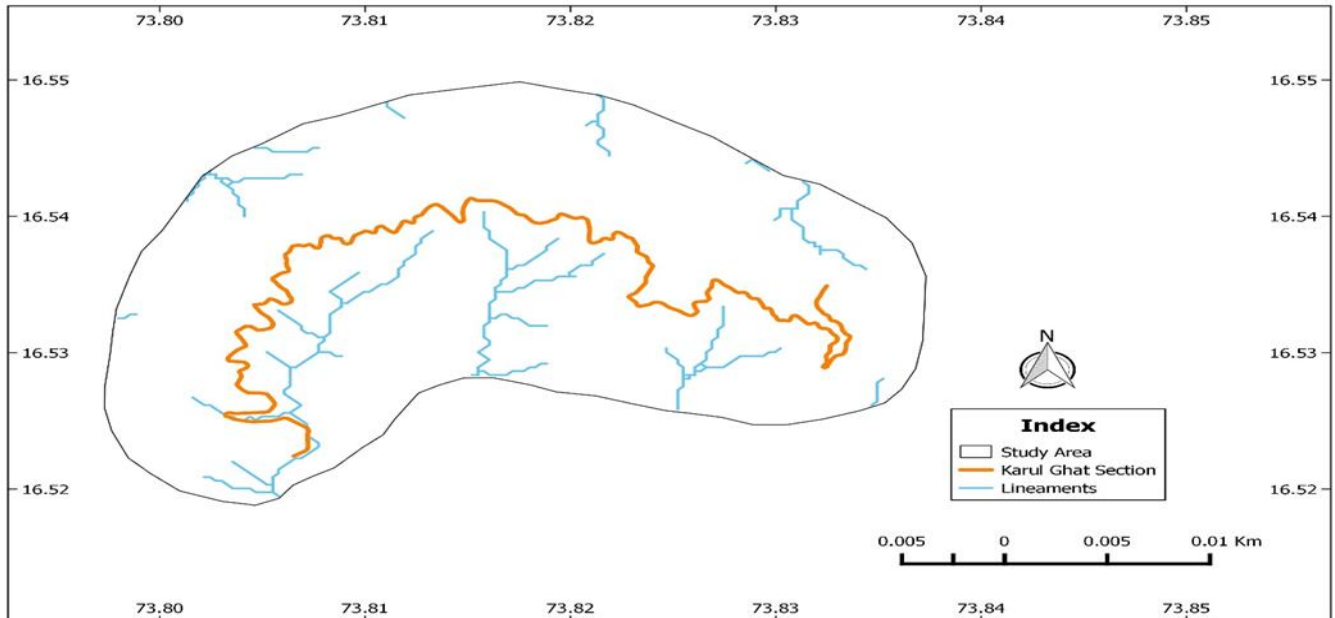 73.80 73.81 73.82 73.83 73.84 73.85
16.55 16.55
16.54 16.54
16.53 16.53
N
Index
Study Area
Karul Ghat Section
Lineaments
16.52 16.52
0.005 0 0.005 0.01 Km
73.80 73.81 73.82 73.83 73.84 73.85